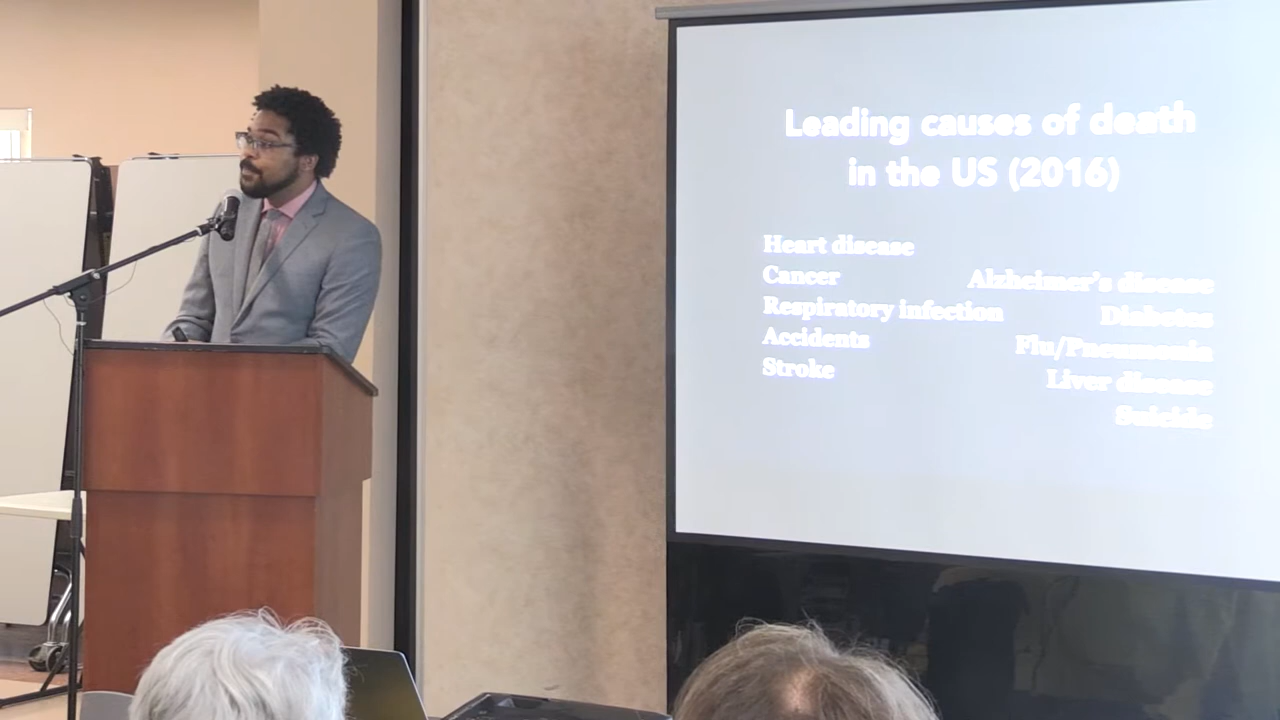 Leading causes of death
in the US (2016)
Heart disease
Cancer
Respiratory infection
Accidents
Stroke
Alzheimer's disease
Diabetes
Flu/Pneumonia
Liver disease
Suicide